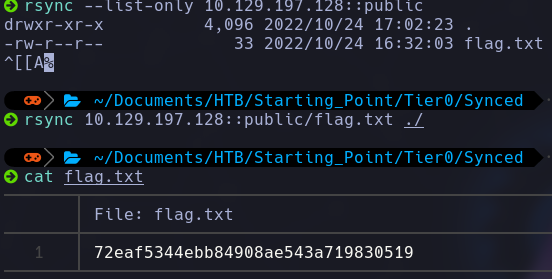 rsync --list-only 10.129.197.128::public
drwxr-xr-x 4,096 2022/10/24 17:02:23 .
-rw-r--r-- 33 2022/10/24 16:32:03 flag.txt
^[[A%
~/Documents/HTB/Starting_Point/Tier0/Synced
rsync 10.129.197.128::public/flag.txt ./
~/Documents/HTB/Starting_Point/Tier0/Synced
cat flag.txt
File: flag.txt
1 72eaf5344ebb84908ae543a719830519